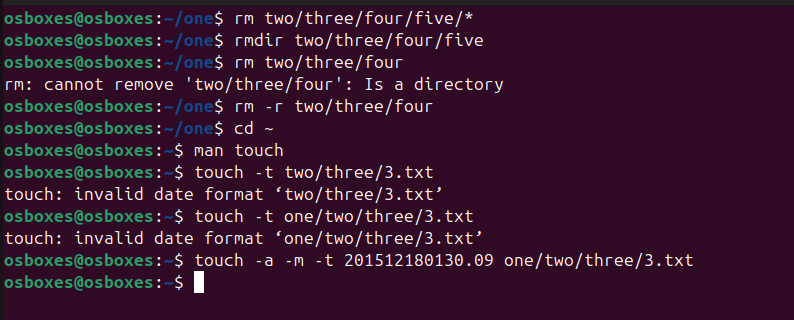 osboxes@osboxes:~/one$ rm two/three/four/five/*
osboxes@osboxes:~/one$ rmdir two/three/four/five
osboxes@osboxes:~/one$ rm two/three/four
rm: cannot remove 'two/three/four': Is a directory
osboxes@osboxes:~/one$ rm -r two/three/four
osboxes@osboxes:~/one$ cd ~
osboxes@osboxes:~$ man touch
osboxes@osboxes:~$ touch -t two/three/3.txt
touch: invalid date format ‘two/three/3.txt’
osboxes@osboxes:~$ touch -t one/two/three/3.txt
touch: invalid date format ‘one/two/three/3.txt’
osboxes@osboxes:~$ touch -a -m -t 201512180130.09 one/two/three/3.txt
osboxes@osboxes:~$